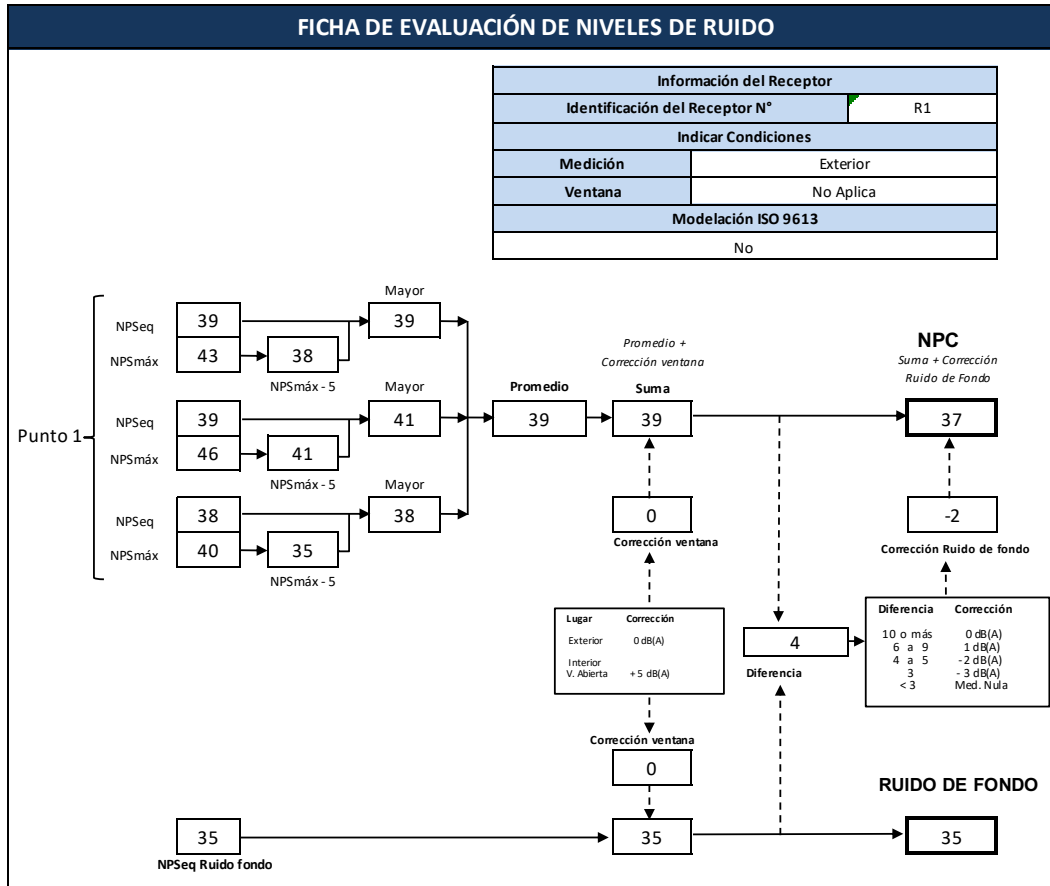 FICHA DE EVALUACIÓN DE NIVELES DE RUIDO
Información del Receptor
Identificación del Receptor N° R1
Indicar Condiciones
Medición Exterior
Ventana No Aplica
Modelación ISO 9613
No
Punto 1
Mayor
NPSeq 39 39
NPSmáx 43 38
NPSmáx - 5
Mayor
NPSeq 39 41
NPSmáx 46 41
NPSmáx - 5
Mayor
NPSeq 38 38
NPSmáx 40 35
NPSmáx - 5
Promedio
39
Promedio +
Corrección ventana
Suma
39
NPC
Suma + Corrección
Ruido de Fondo
37
0
Corrección ventana
-2
Corrección Ruido de fondo
Lugar Corrección
Exterior 0 dB(A)
Interior
V. Abierta + 5 dB(A)
4
Diferencia
Diferencia Corrección
10 o más 0 dB(A)
6 a 9 1 dB(A)
4 a 5 -2 dB(A)
3 - 3 dB(A)
< 3 Med. Nula
Corrección ventana
0
RUIDO DE FONDO
35 35 35
NPSeq Ruido fondo